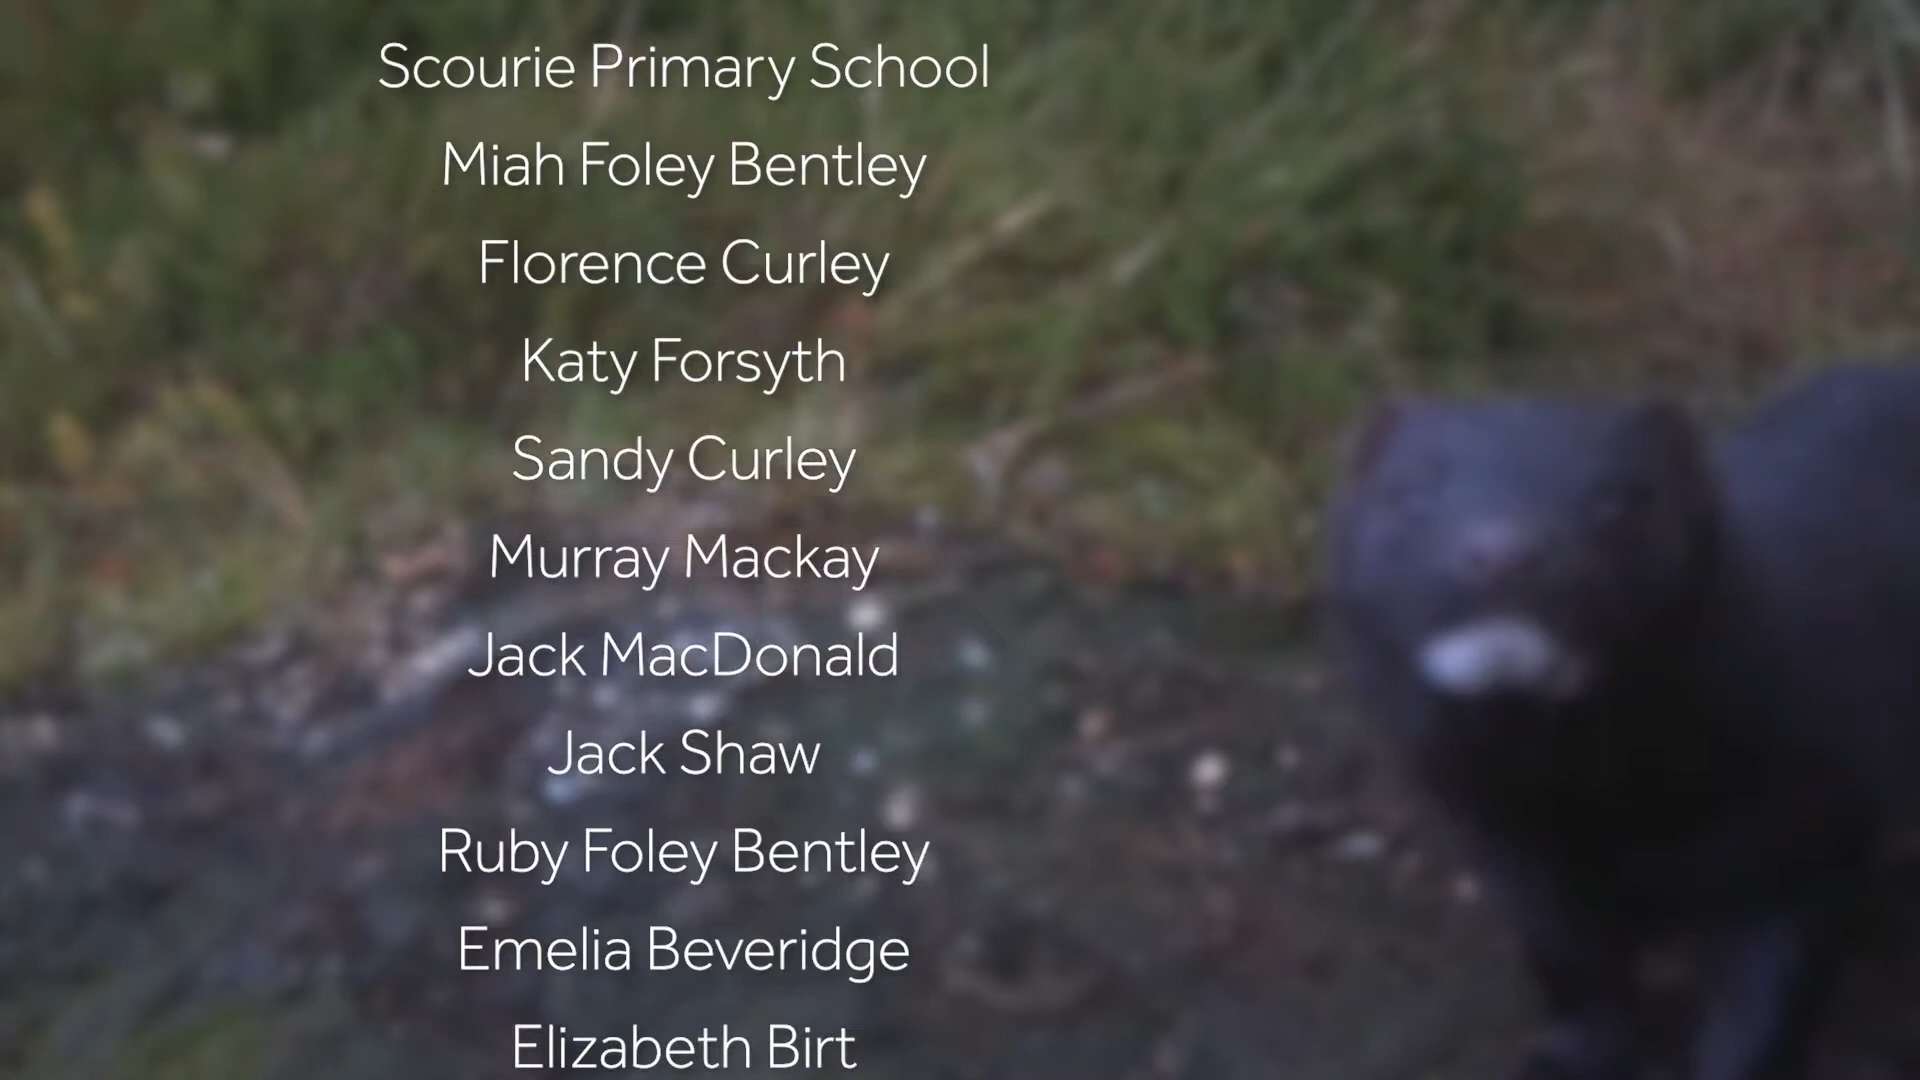 Scourie Primary School
Miah Foley Bentley
Florence Curley
Katy Forsyth
Sandy Curley
Murray Mackay
Jack MacDonald
Jack Shaw
Ruby Foley Bentley
Emelia Beveridge
Elizabeth Birt